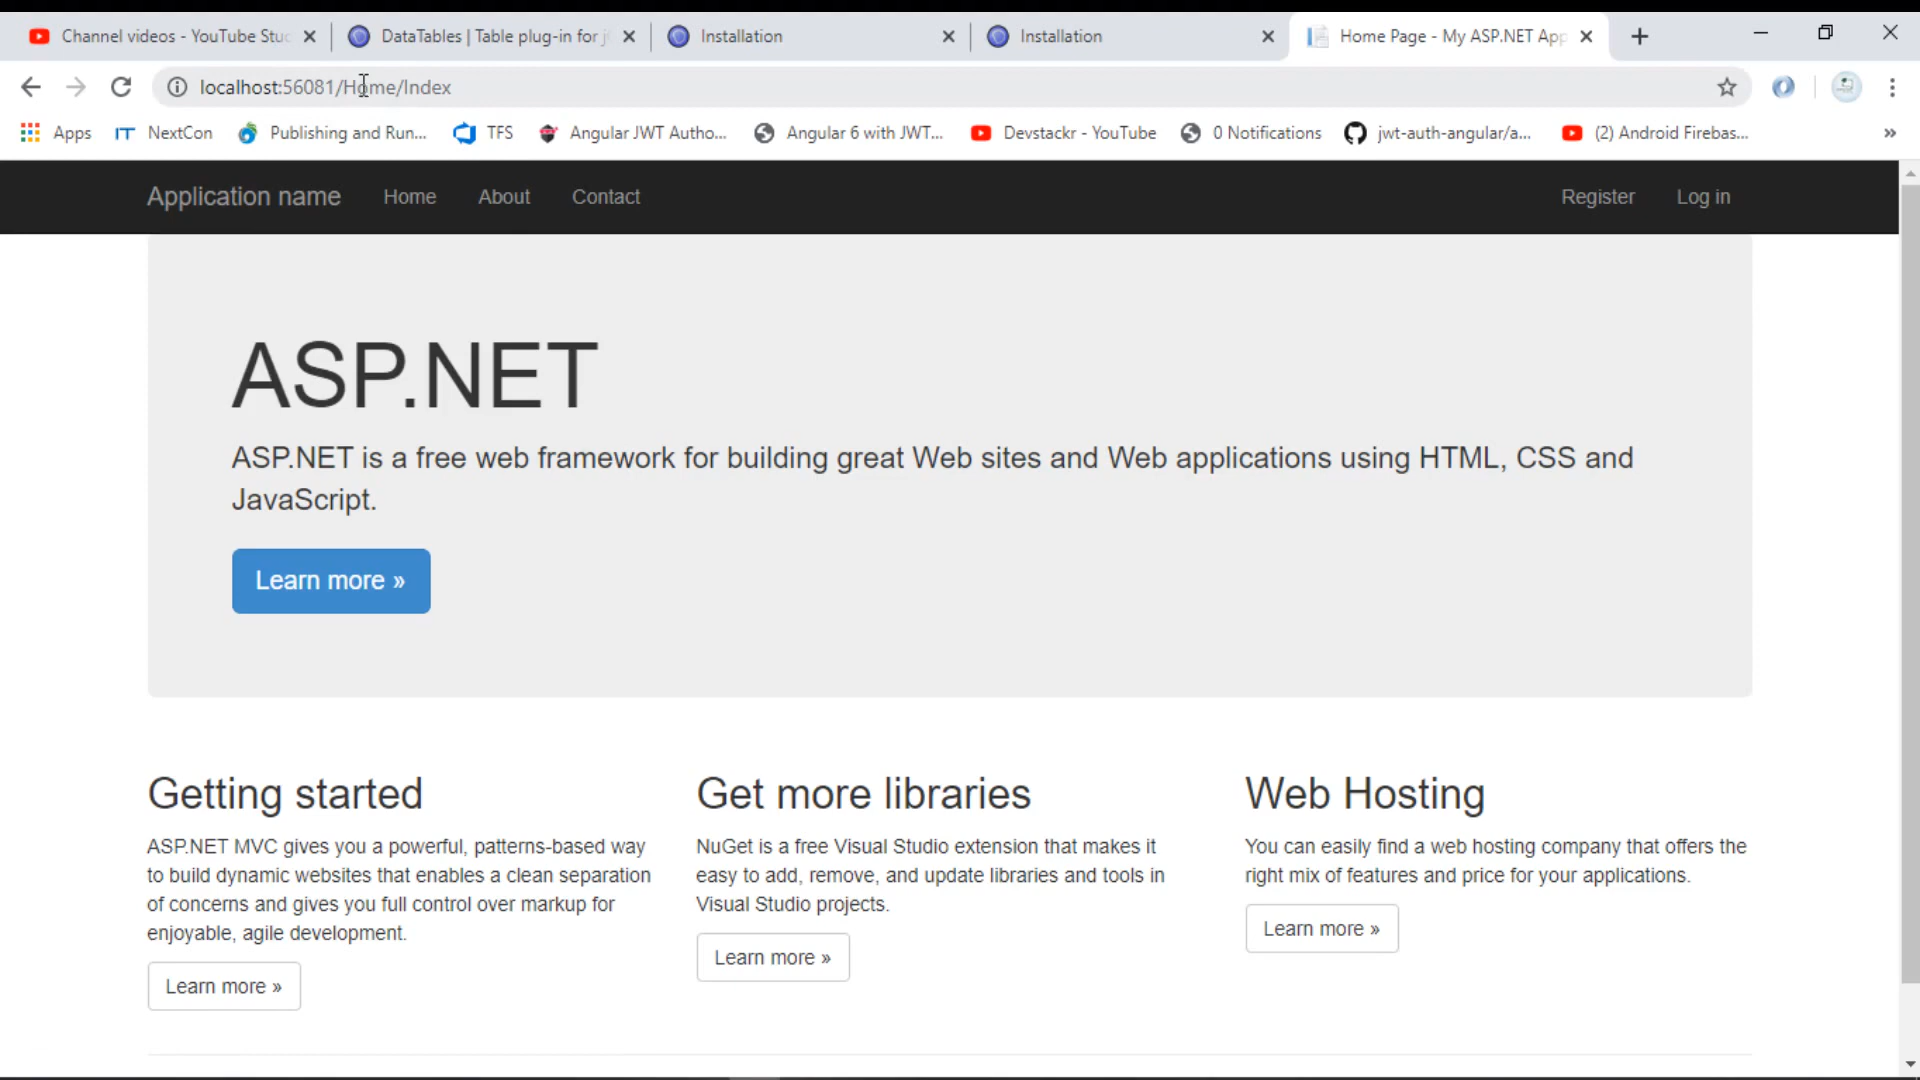 Channel videos - YouTube Stu
DataTables | Table plug-in for j
Installation
Installation
Home Page - My ASP.NET App
localhost:56081/Home/Index
Apps
NextCon
Publishing and Run...
TFS
Angular JWT Autho...
Angular 6 with JWT...
Devstackr - YouTube
0 Notifications
jwt-auth-angular/a...
(2) Android Firebas...
»
Application name
Home
About
Contact
Register
Log in
ASP.NET
ASP.NET is a free web framework for building great Web sites and Web applications using HTML, CSS and
JavaScript.
Learn more »
Getting started
ASP.NET MVC gives you a powerful, patterns-based way
to build dynamic websites that enables a clean separation
of concerns and gives you full control over markup for
enjoyable, agile development.
Learn more »
Get more libraries
NuGet is a free Visual Studio extension that makes it
easy to add, remove, and update libraries and tools in
Visual Studio projects.
Learn more »
Web Hosting
You can easily find a web hosting company that offers the
right mix of features and price for your applications.
Learn more »